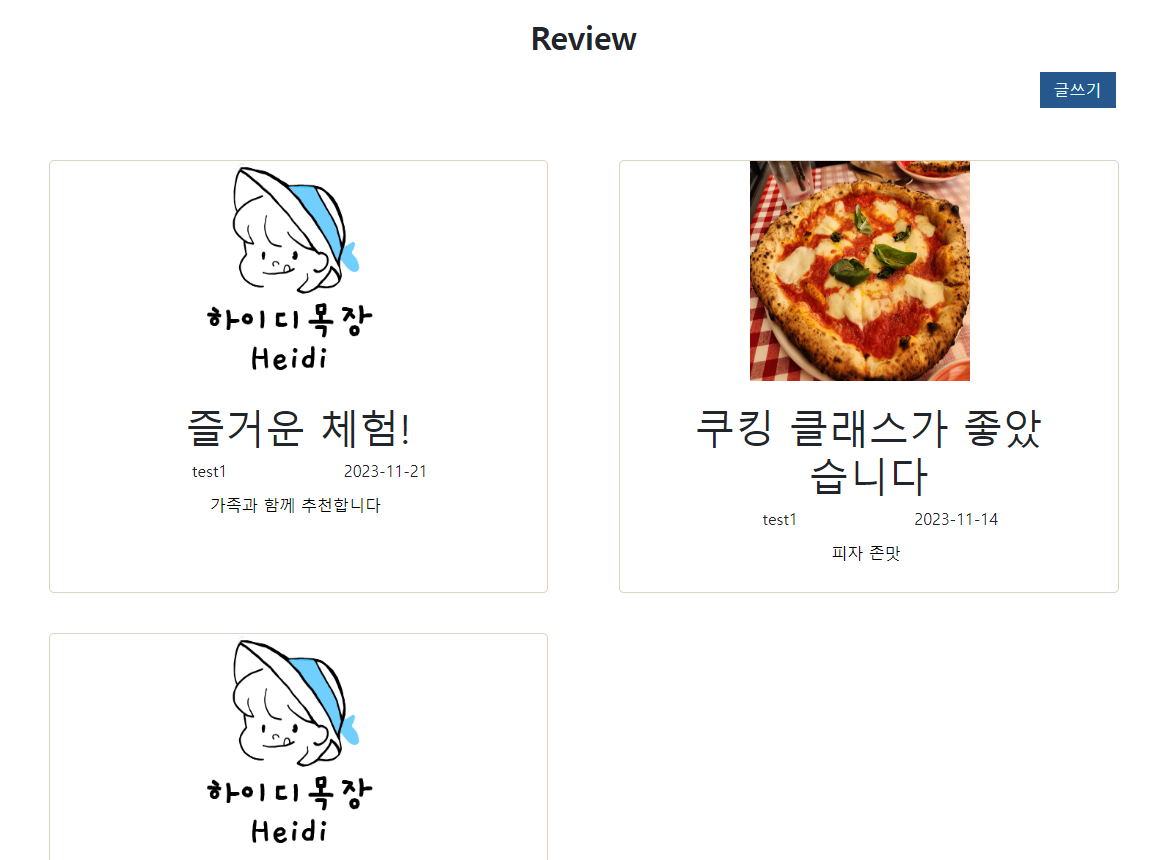 Review
글쓰기
하이디목장
Heidi
즐거운 체험!
test1 2023-11-21
가족과 함께 추천합니다
쿠킹 클래스가 좋았
습니다
test1 2023-11-14
피자 존맛
하이디목장
Heidi